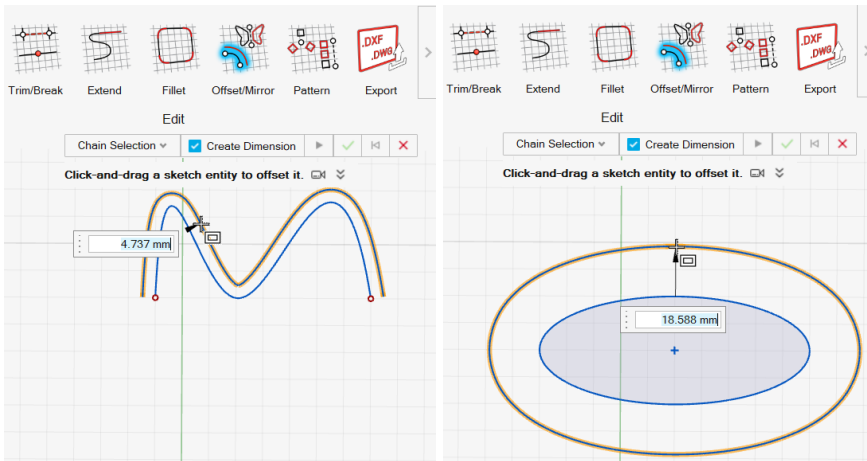 .DXF
.DWG
Trim/Break Extend Fillet Offset/Mirror Pattern Export
Edit
Chain Selection Create Dimension
Click-and-drag a sketch entity to offset it.
4.737 mm
.DXF
.DWG
Trim/Break Extend Fillet Offset/Mirror Pattern Export
Edit
Chain Selection Create Dimension
Click-and-drag a sketch entity to offset it.
18.588 mm